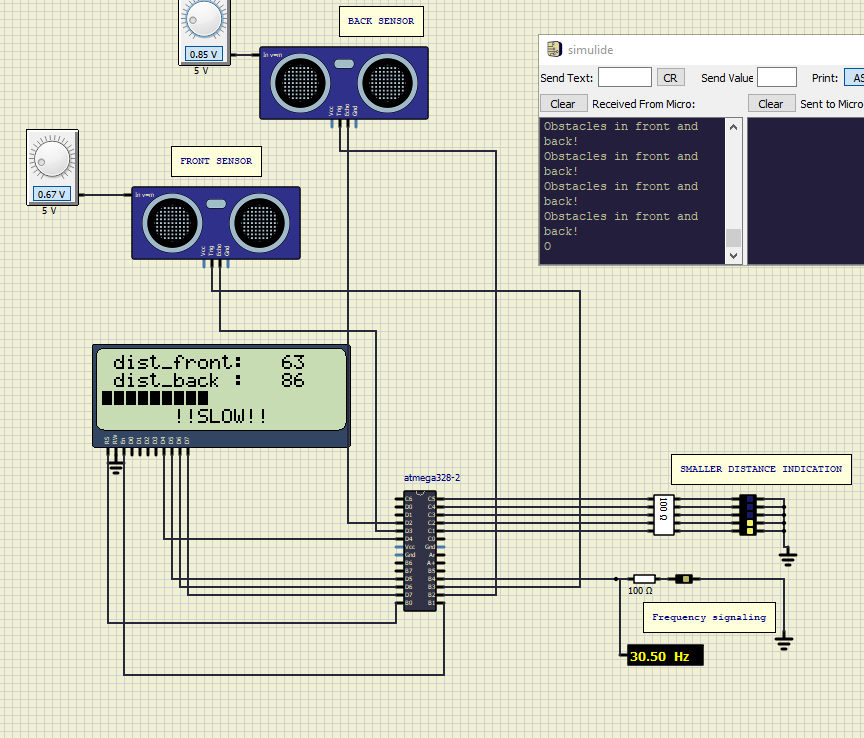 BACK SENSOR
0.85 V
5 V
In v=m
Vcc
Trig
Echo
Gnd
FRONT SENSOR
0.67 V
5 V
In v=m
Vcc
Trig
Echo
Gnd
simulide
Send Text:
CR
Send Value
Print:
AS
Clear
Received From Micro:
Clear
Sent to Micro
Obstacles in front and
back!
Obstacles in front and
back!
Obstacles in front and
back!
Obstacles in front and
back!
O
dist_front: 63
dist_back : 86
!!SLOW!!
RS RW En D0 D1 D2 D3 D4 D5 D6 D7
atmega328-2
C6 C5
D0 C4
D1 C3
D2 C2
D3 C1
D4 C0
Vcc Gnd
Gnd Ar
B6 A+
B7 B5
D5 B4
D6 B3
D7 B2
B0 B1
100 Ω
SMALLER DISTANCE INDICATION
100 Ω
Frequency signaling
30.50 Hz